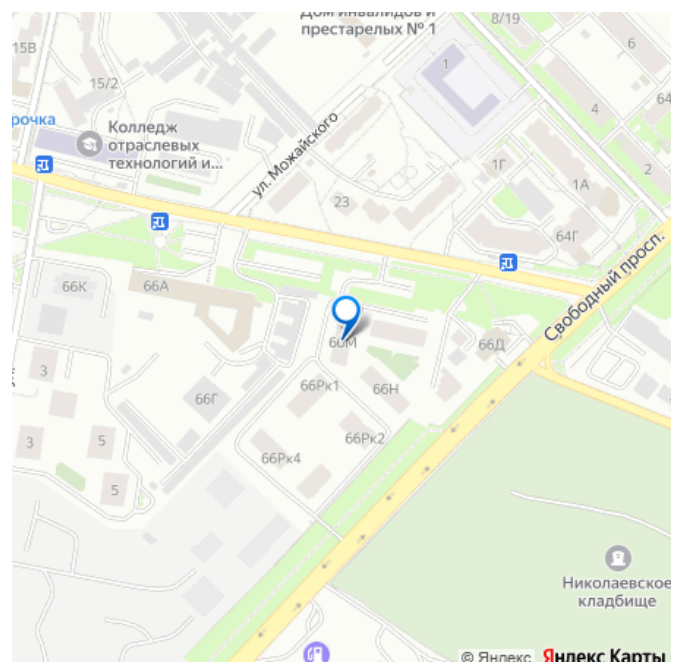 Дом инвалидов и
престарелых № 1
8/19
6
15В
15/2
1
64
4
рочка
Колледж
отраслевых
технологий и...
ул. Можайского
1Г
2
1А
23
64Г
Свободный просп.
66К
66А
66М
66Д
3
66Рк1
66Н
66Г
3
5
66Рк2
66Рк4
5
Николаевское
кладбище
© Яндекс Яндекс Карты